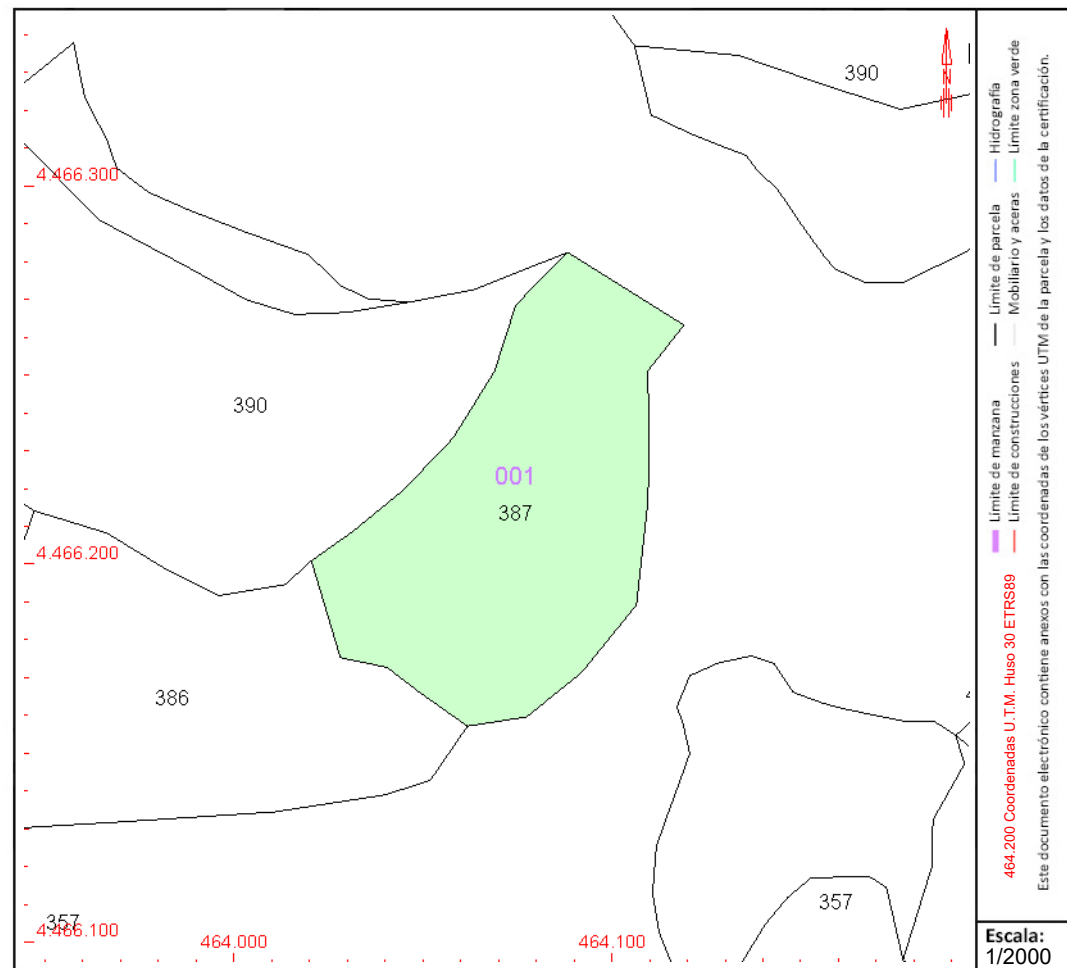 390
N
4.466.300
390
001
387
4.466.200
386
357
4.466.100
464.000
464.100
357
Límite de manzana
Límite de parcela
Hidrografía
Límite de construcciones
Mobiliario y aceras
Límite zona verde
464.200 Coordenadas U.T.M. Huso 30 ETRS89
Este documento electrónico contiene anexos con las coordenadas de los vértices UTM de la parcela y los datos de la certificación.
Escala:
1/2000